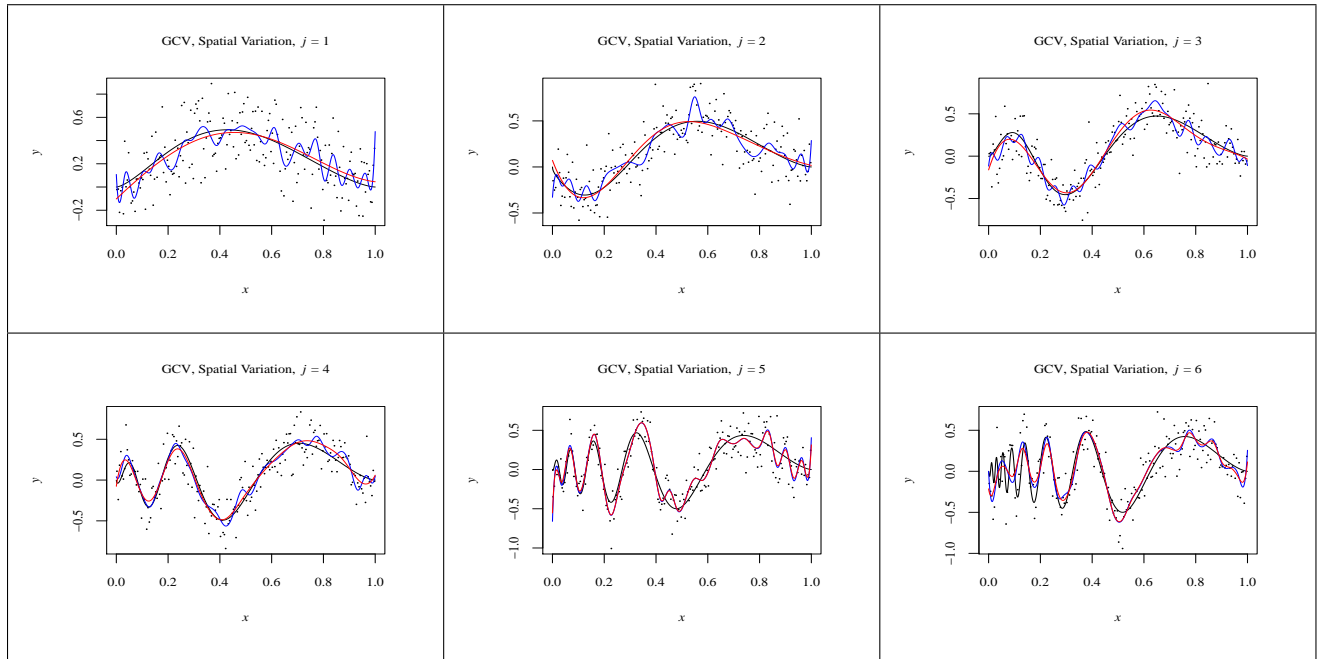 GCV, Spatial Variation, j = 1
y
−0.2
0.2
0.6
0.0 0.2 0.4 0.6 0.8 1.0
x
GCV, Spatial Variation, j = 2
y
−0.5
0.0
0.5
0.0 0.2 0.4 0.6 0.8 1.0
x
GCV, Spatial Variation, j = 3
y
−0.5
0.0
0.5
0.0 0.2 0.4 0.6 0.8 1.0
x
GCV, Spatial Variation, j = 4
y
−0.5
0.0
0.5
0.0 0.2 0.4 0.6 0.8 1.0
x
GCV, Spatial Variation, j = 5
y
−1.0
−0.5
0.0
0.5
0.0 0.2 0.4 0.6 0.8 1.0
x
GCV, Spatial Variation, j = 6
y
−1.0
−0.5
0.0
0.5
0.0 0.2 0.4 0.6 0.8 1.0
x